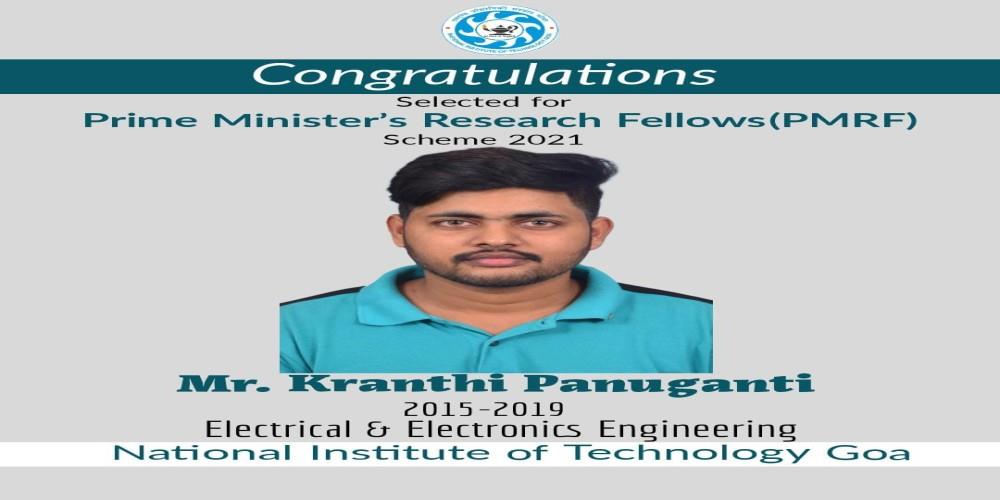 Congratulations
Selected for
Prime Minister's Research Fellows(PMRF)
Scheme 2021
Mr. Kranthi Panuganti
2015-2019
Electrical & Electronics Engineering
National Institute of Technology Goa